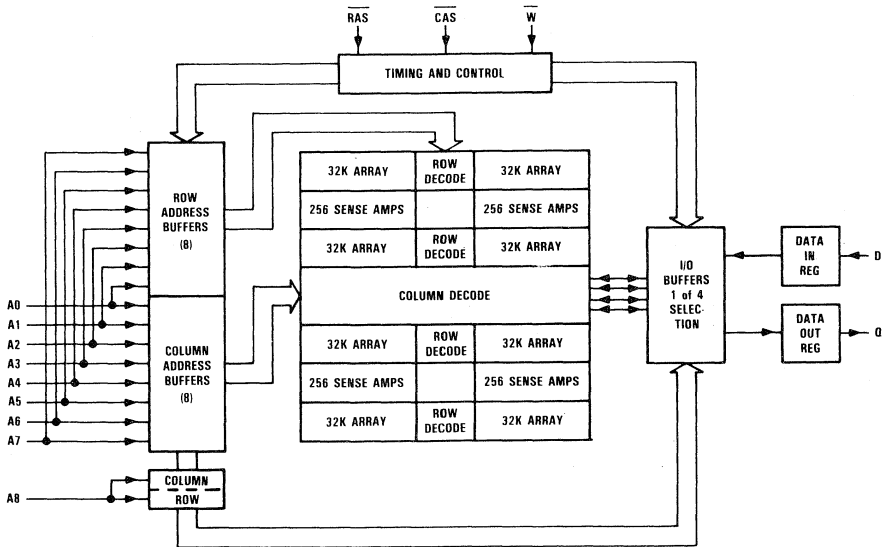 R̅A̅S̅ C̅A̅S̅ W̅
TIMING AND CONTROL
ROW
ADDRESS
BUFFERS
(8)
32K ARRAY ROW DECODE 32K ARRAY
256 SENSE AMPS 256 SENSE AMPS
32K ARRAY ROW DECODE 32K ARRAY
COLUMN DECODE
32K ARRAY ROW DECODE 32K ARRAY
256 SENSE AMPS 256 SENSE AMPS
32K ARRAY ROW DECODE 32K ARRAY
I/O
BUFFERS
1 of 4
SELEC-
TION
DATA
IN
REG
D
DATA
OUT
REG
Q
A0
A1
A2
A3
A4
A5
A6
A7
COLUMN
ADDRESS
BUFFERS
(8)
A8
COLUMN
ROW